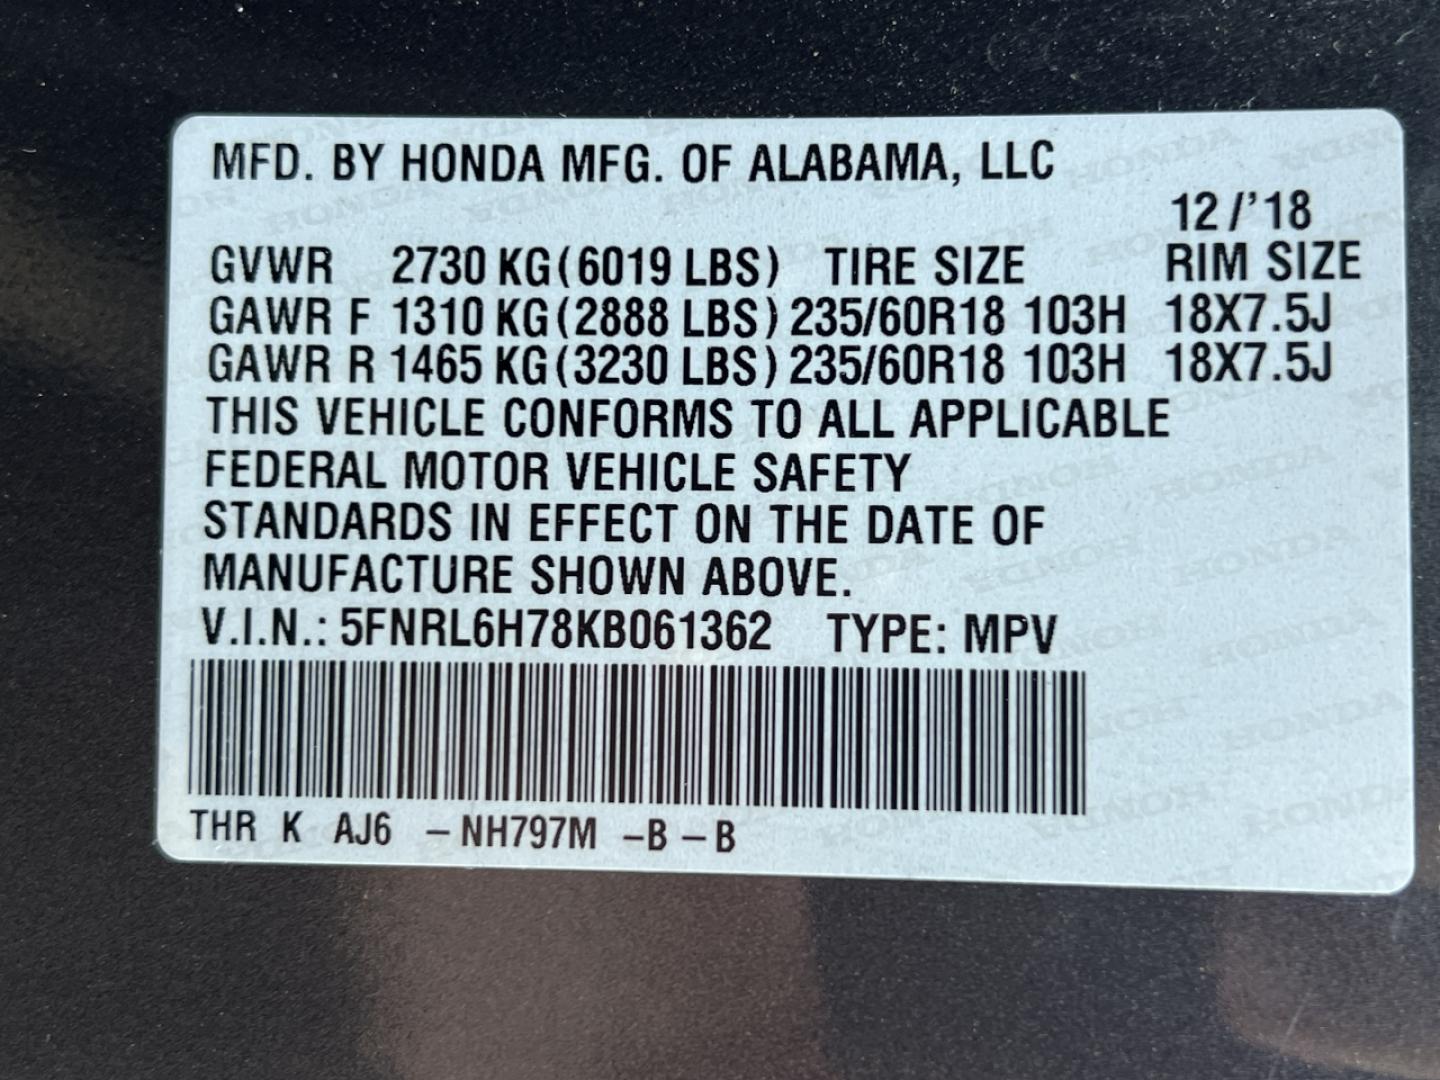 MFD. BY HONDA MFG. OF ALABAMA, LLC
12/'18
GVWR 2730 KG(6019 LBS) TIRE SIZE RIM SIZE
GAWR F 1310 KG(2888 LBS) 235/60R18 103H 18X7.5J
GAWR R 1465 KG(3230 LBS) 235/60R18 103H 18X7.5J
THIS VEHICLE CONFORMS TO ALL APPLICABLE
FEDERAL MOTOR VEHICLE SAFETY
STANDARDS IN EFFECT ON THE DATE OF
MANUFACTURE SHOWN ABOVE.
V.I.N.: 5FNRL6H78KB061362 TYPE: MPV
THR K AJ6 – NH797M –B – B